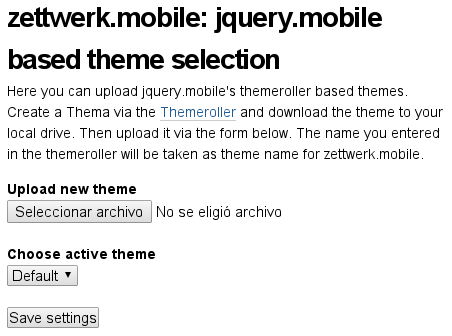 zettwerk.mobile: jquery.mobile
based theme selection
Here you can upload jquery.mobile's themeroller based themes.
Create a Thema via the Themeroller and download the theme to your
local drive. Then upload it via the form below. The name you entered
in the themeroller will be taken as theme name for zettwerk.mobile.
Upload new theme
Seleccionar archivo No se eligió archivo
Choose active theme
Default
Save settings